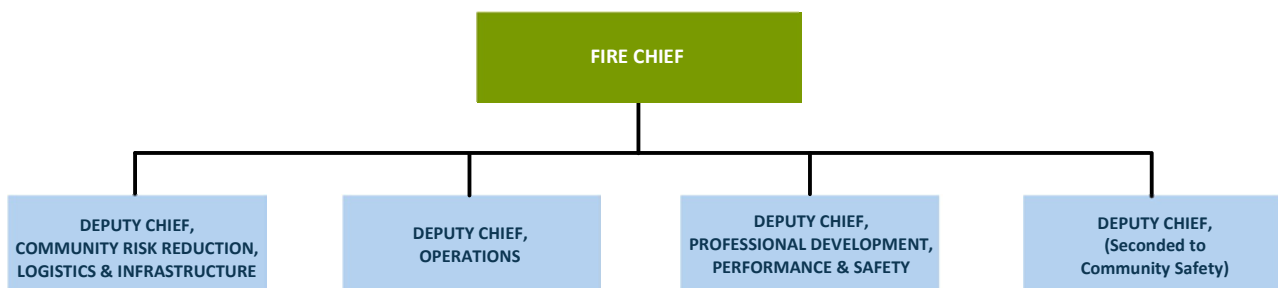 FIRE CHIEF
DEPUTY CHIEF,
COMMUNITY RISK REDUCTION,
LOGISTICS & INFRASTRUCTURE
DEPUTY CHIEF,
OPERATIONS
DEPUTY CHIEF,
PROFESSIONAL DEVELOPMENT,
PERFORMANCE & SAFETY
DEPUTY CHIEF,
(Seconded to
Community Safety)